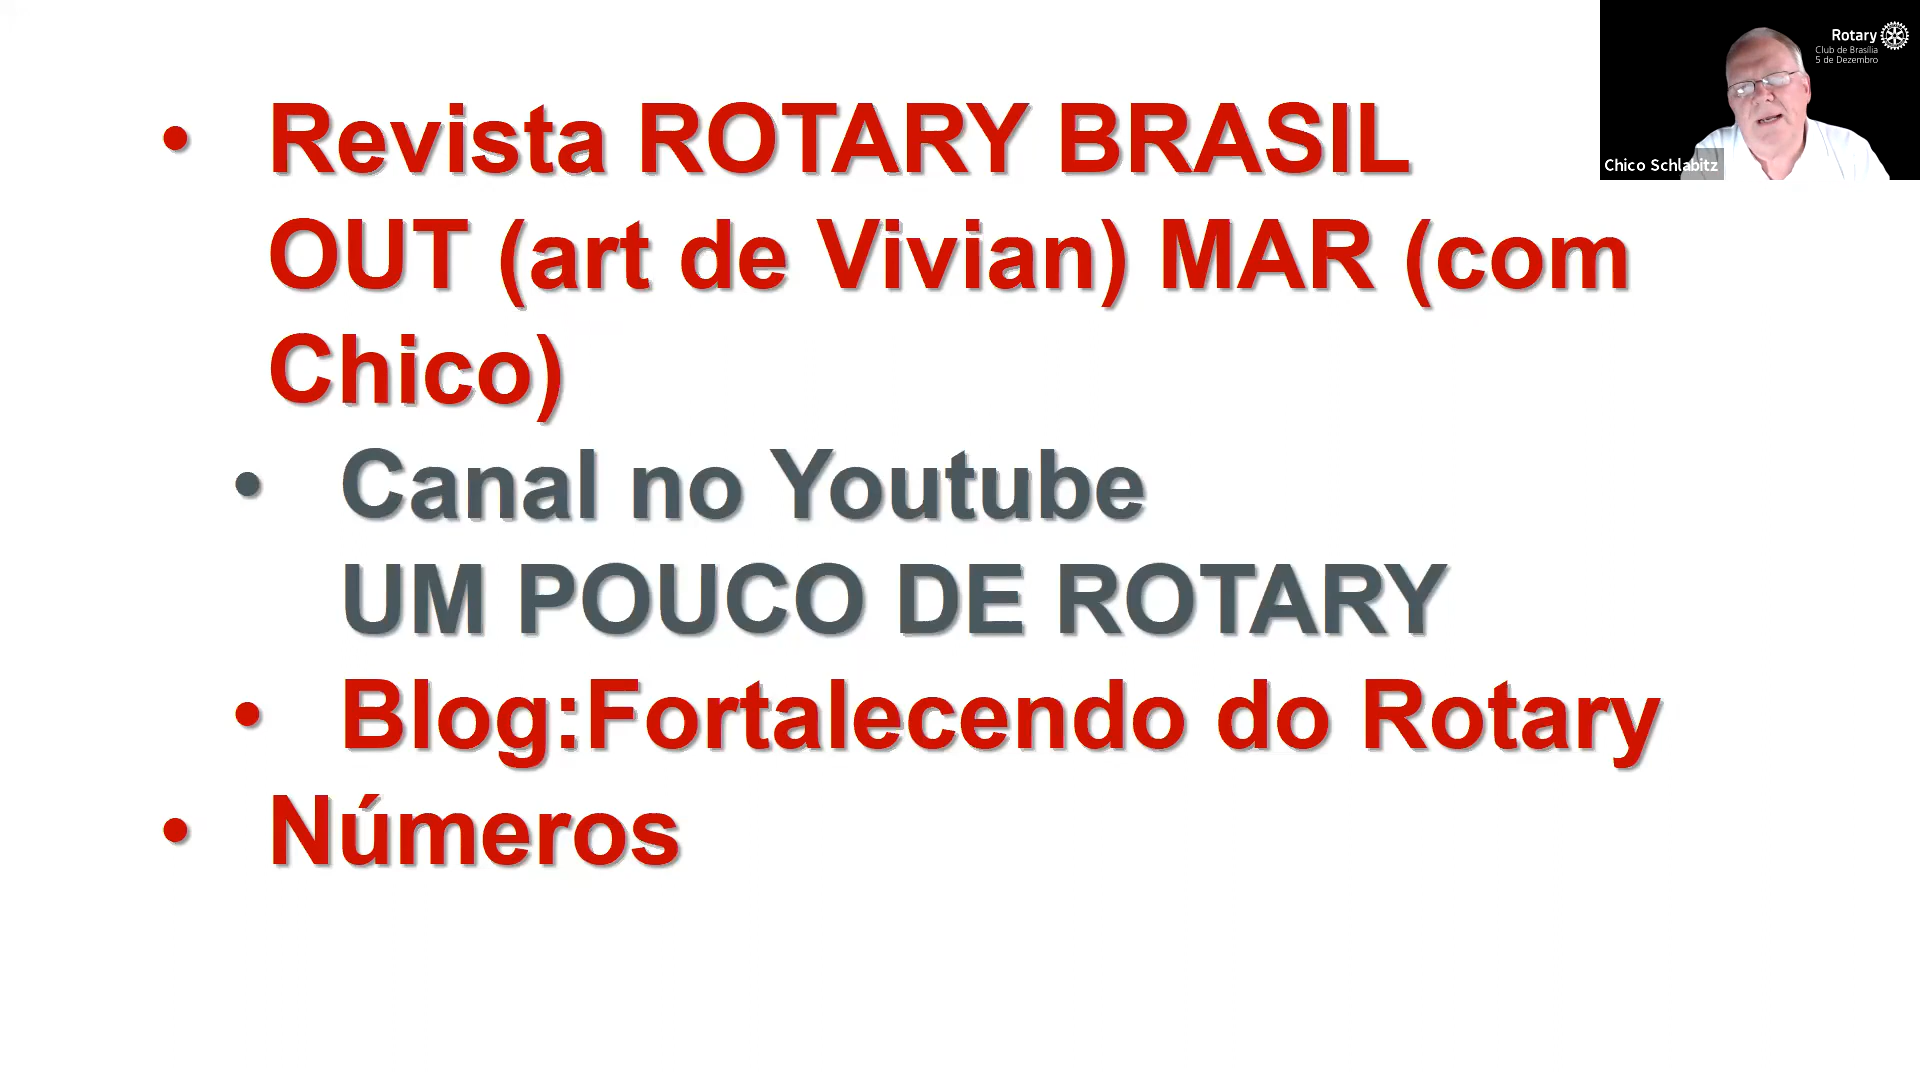 • Revista ROTARY BRASIL
OUT (art de Vivian) MAR (com
Chico)
• Canal no Youtube
UM POUCO DE ROTARY
• Blog:Fortalecendo do Rotary
• Números
Rotary
Club de Brasília
5 de Dezembro
Chico Schlabitz